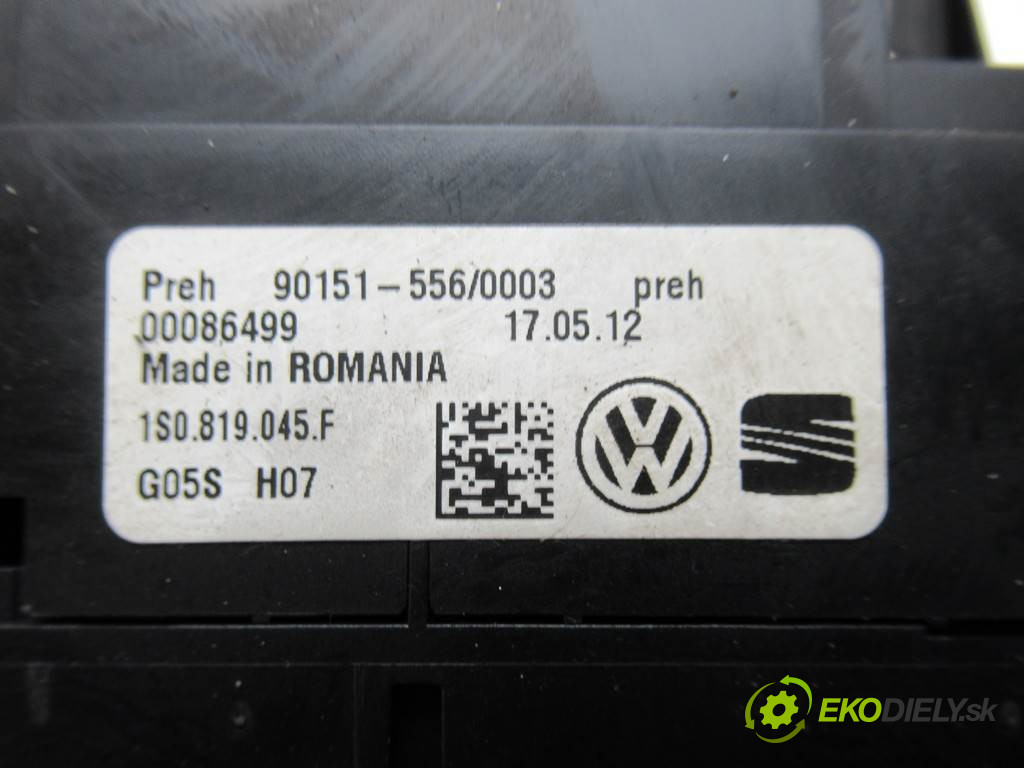 Preh 90151-556/0003 preh
00086499 17.05.12
Made in ROMANIA
1S0.819.045.F
G05S H07
VW
EKODIELY.sk